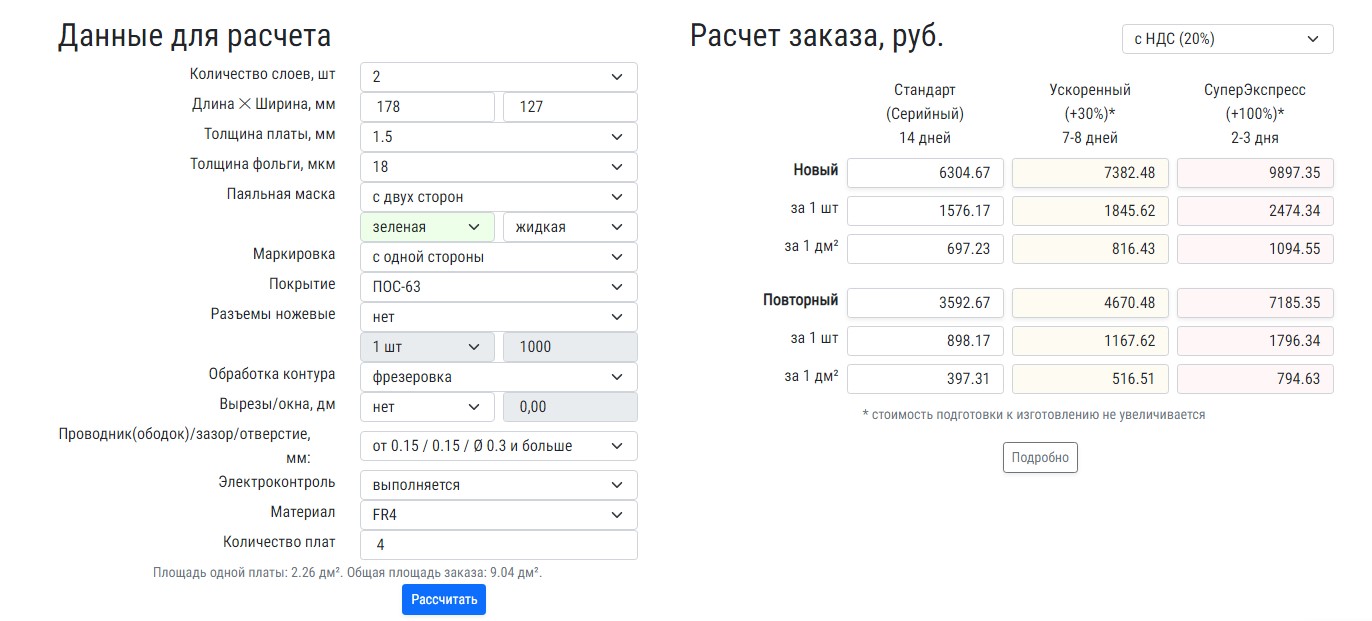 Данные для расчета
Количество слоев, шт 2
Длина × Ширина, мм 178 127
Толщина платы, мм 1.5
Толщина фольги, мкм 18
Паяльная маска с двух сторон
зеленая жидкая
Маркировка с одной стороны
Покрытие ПОС-63
Разъемы ножевые нет
1 шт 1000
Обработка контура фрезеровка
Вырезы/окна, дм нет 0,00
Проводник(ободок)/зазор/отверстие,
мм: от 0.15 / 0.15 / Ø 0.3 и больше
Электроконтроль выполняется
Материал FR4
Количество плат 4
Площадь одной платы: 2.26 дм². Общая площадь заказа: 9.04 дм².
Рассчитать
Расчет заказа, руб. с НДС (20%)
Стандарт Ускоренный СуперЭкспресс
(Серийный) (+30%)* (+100%)*
14 дней 7-8 дней 2-3 дня
Новый 6304.67 7382.48 9897.35
за 1 шт 1576.17 1845.62 2474.34
за 1 дм² 697.23 816.43 1094.55
Повторный 3592.67 4670.48 7185.35
за 1 шт 898.17 1167.62 1796.34
за 1 дм² 397.31 516.51 794.63
* стоимость подготовки к изготовлению не увеличивается
Подробно